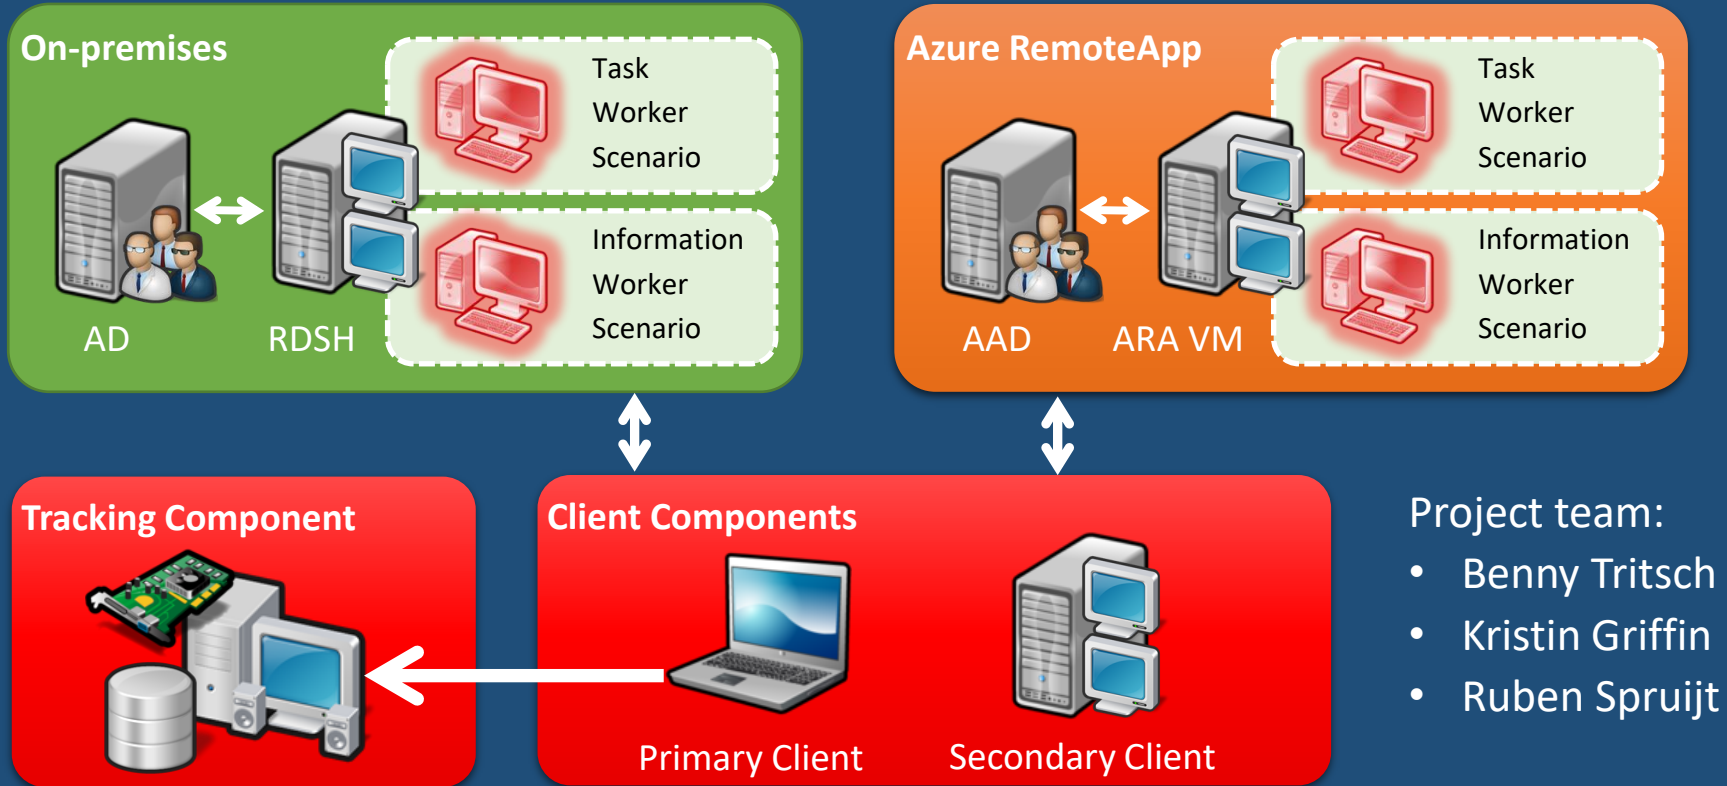 On-premises
Task
Worker
Scenario
Information
Worker
Scenario
AD
RDSH
Azure RemoteApp
Task
Worker
Scenario
Information
Worker
Scenario
AAD
ARA VM
Tracking Component
Client Components
Primary Client
Secondary Client
Project team:
• Benny Tritsch
• Kristin Griffin
• Ruben Spruijt